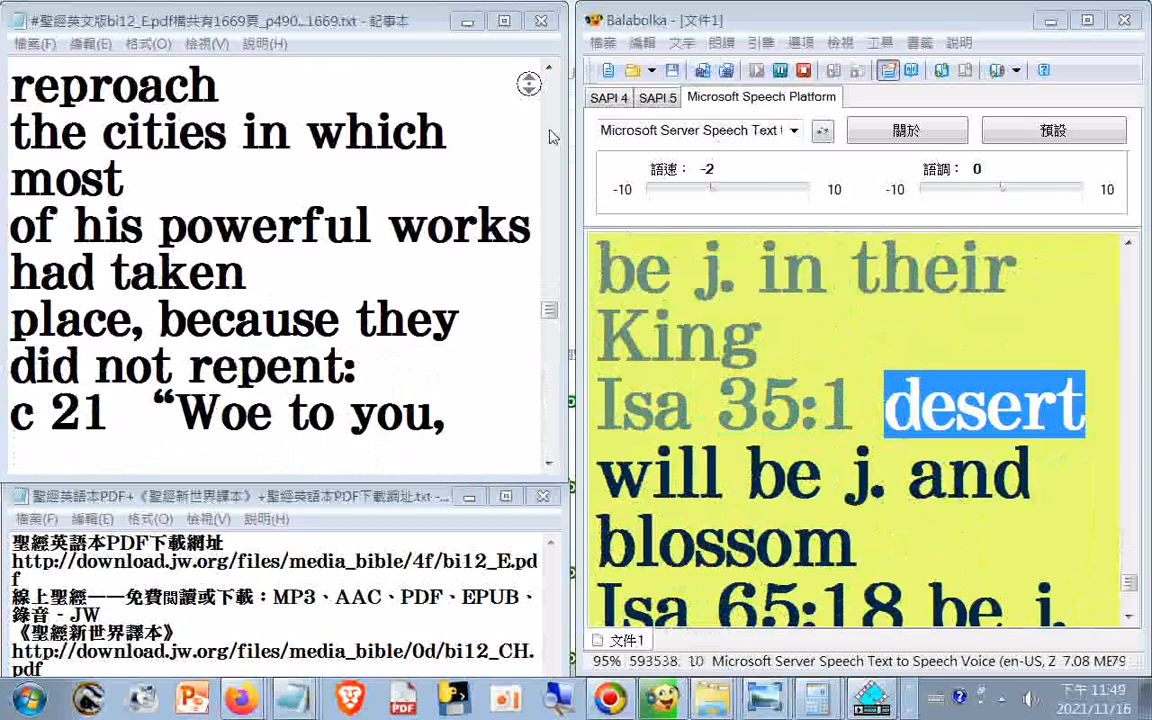 #聖經英文版bi12_E.pdf檔共有1669頁_p490...1669.txt - 記事本
檔案(F) 編輯(E) 格式(O) 檢視(V) 說明(H)
reproach
the cities in which
most
of his powerful works
had taken
place, because they
did not repent:
c 21 “Woe to you,
聖經英語本PDF+《聖經新世界譯本》+聖經英語本PDF下載網址.txt - ...
檔案(F) 編輯(E) 格式(O) 檢視(V) 說明(H)
聖經英語本PDF下載網址
http://download.jw.org/files/media_bible/4f/bi12_E.pd
f
線上聖經——免費閱讀或下載：MP3、AAC、PDF、EPUB、
錄音 - JW
《聖經新世界譯本》
http://download.jw.org/files/media_bible/0d/bi12_CH.
pdf
Balabolka - [文件1]
檔案 編輯 文字 朗讀 引擎 選項 檢視 工具 書籤 說明
SAPI 4 SAPI 5 Microsoft Speech Platform
Microsoft Server Speech Text t 關於 預設
語速： -2 語調： 0
-10 10 -10 10
be j. in their
King
Isa 35:1 desert
will be j. and
blossom
Isa 65:18 be j.
文件1
95% 593538. 10 Microsoft Server Speech Text to Speech Voice (en-US, Z 7.08 ME79
PDF
下午 11:49
2021/11/16